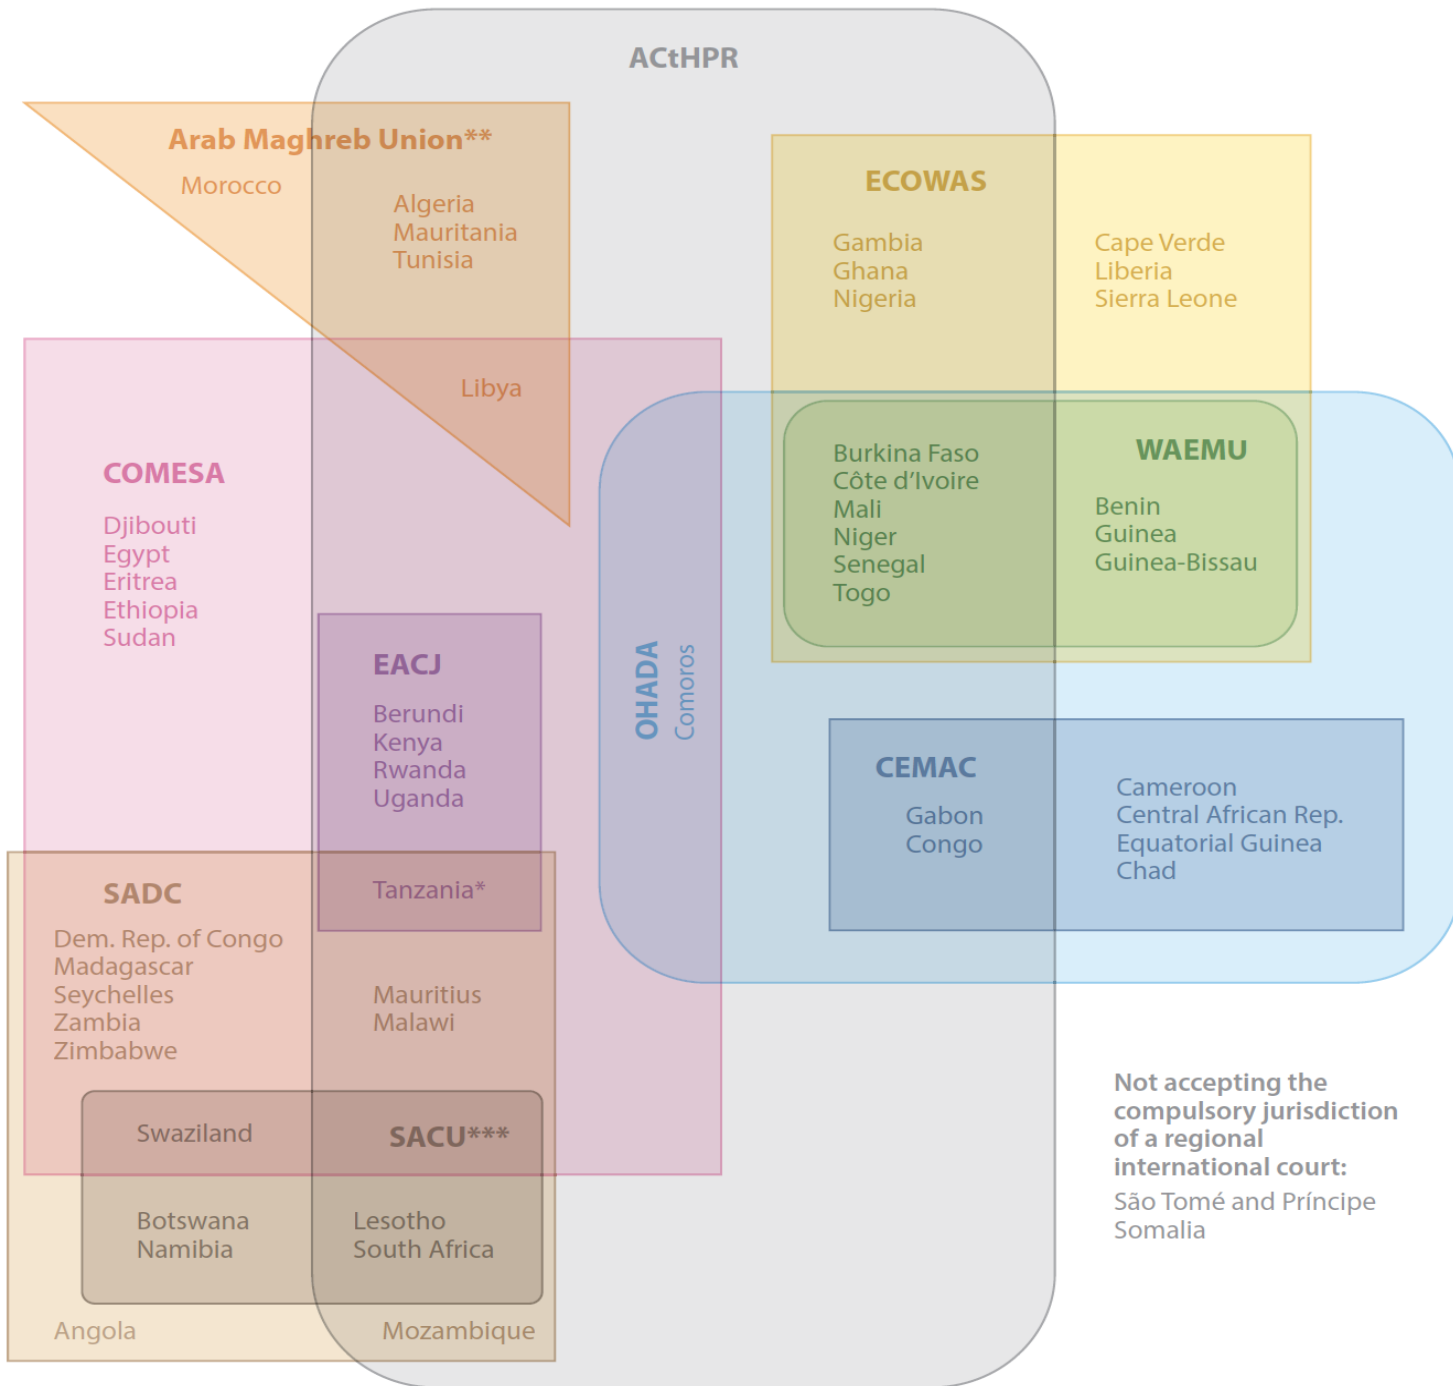 ACtHPR
Arab Maghreb Union**
Morocco
Algeria
Mauritania
Tunisia
ECOWAS
Gambia
Ghana
Nigeria
Cape Verde
Liberia
Sierra Leone
Libya
COMESA
Djibouti
Egypt
Eritrea
Ethiopia
Sudan
WAEMU
Burkina Faso
Côte d’Ivoire
Mali
Niger
Senegal
Togo
Benin
Guinea
Guinea-Bissau
EACJ
Berundi
Kenya
Rwanda
Uganda
Tanzania*
OHADA
Comoros
CEMAC
Gabon
Congo
Cameroon
Central African Rep.
Equatorial Guinea
Chad
SADC
Dem. Rep. of Congo
Madagascar
Seychelles
Zambia
Zimbabwe
Mauritius
Malawi
Swaziland
SACU***
Botswana
Namibia
Lesotho
South Africa
Angola
Mozambique
Not accepting the
compulsory jurisdiction
of a regional
international court:
São Tomé and Príncipe
Somalia